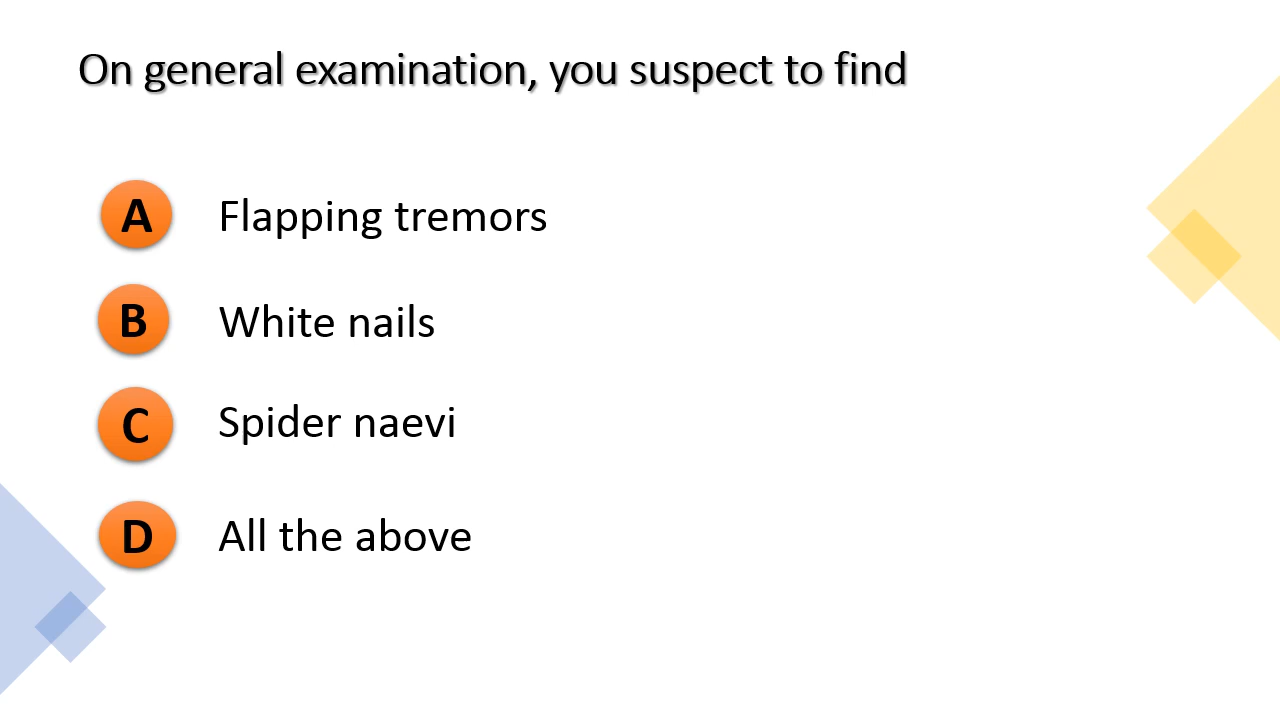 On general examination, you suspect to find
A Flapping tremors
B White nails
C Spider naevi
D All the above